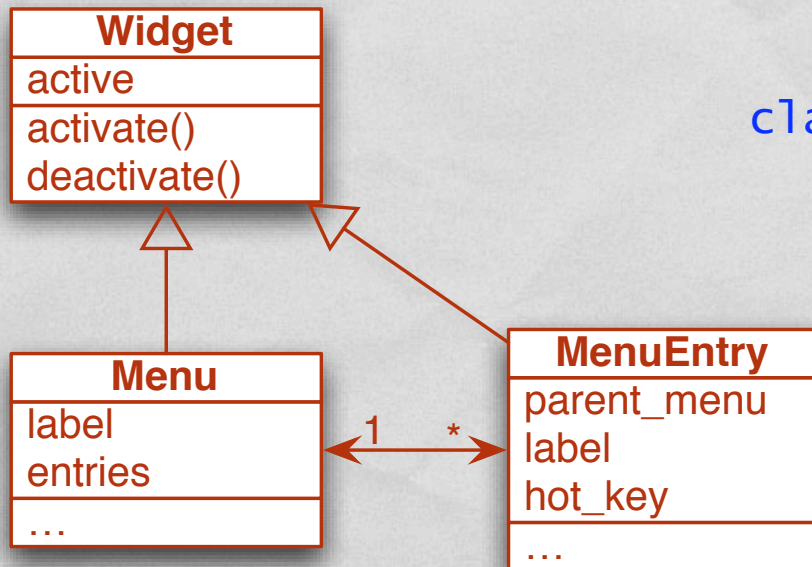 Widget
active
activate()
deactivate()
cla
Menu
label
entries
…
1 *
MenuEntry
parent_menu
label
hot_key
…